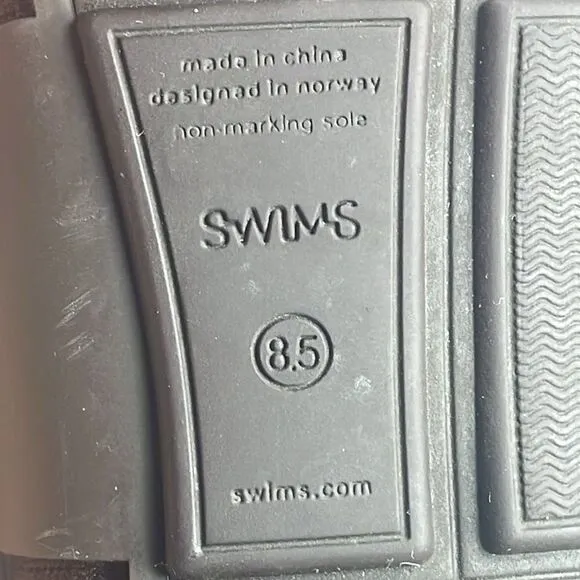 made in china
designed in norway
non-marking sole
SWIMS
8.5
swims.com